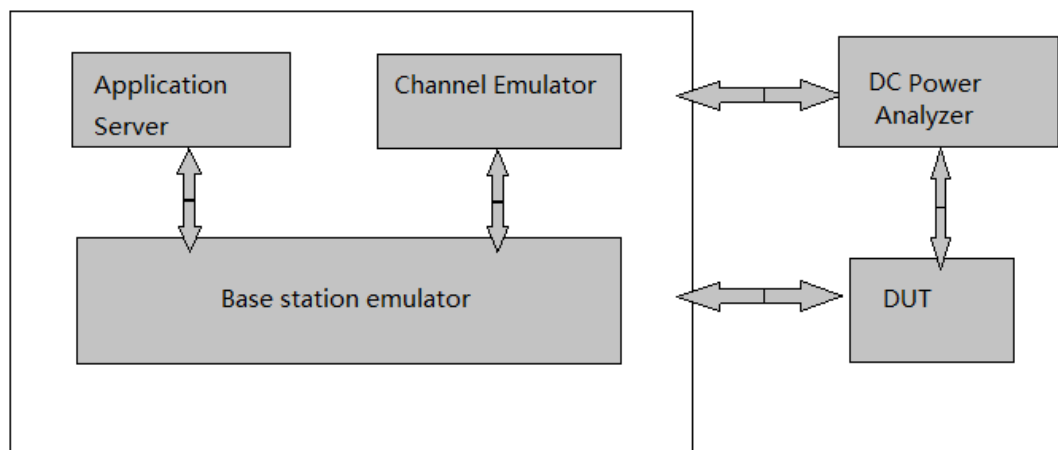 Application
Server
Channel Emulator
DC Power
Analyzer
Base station emulator
DUT